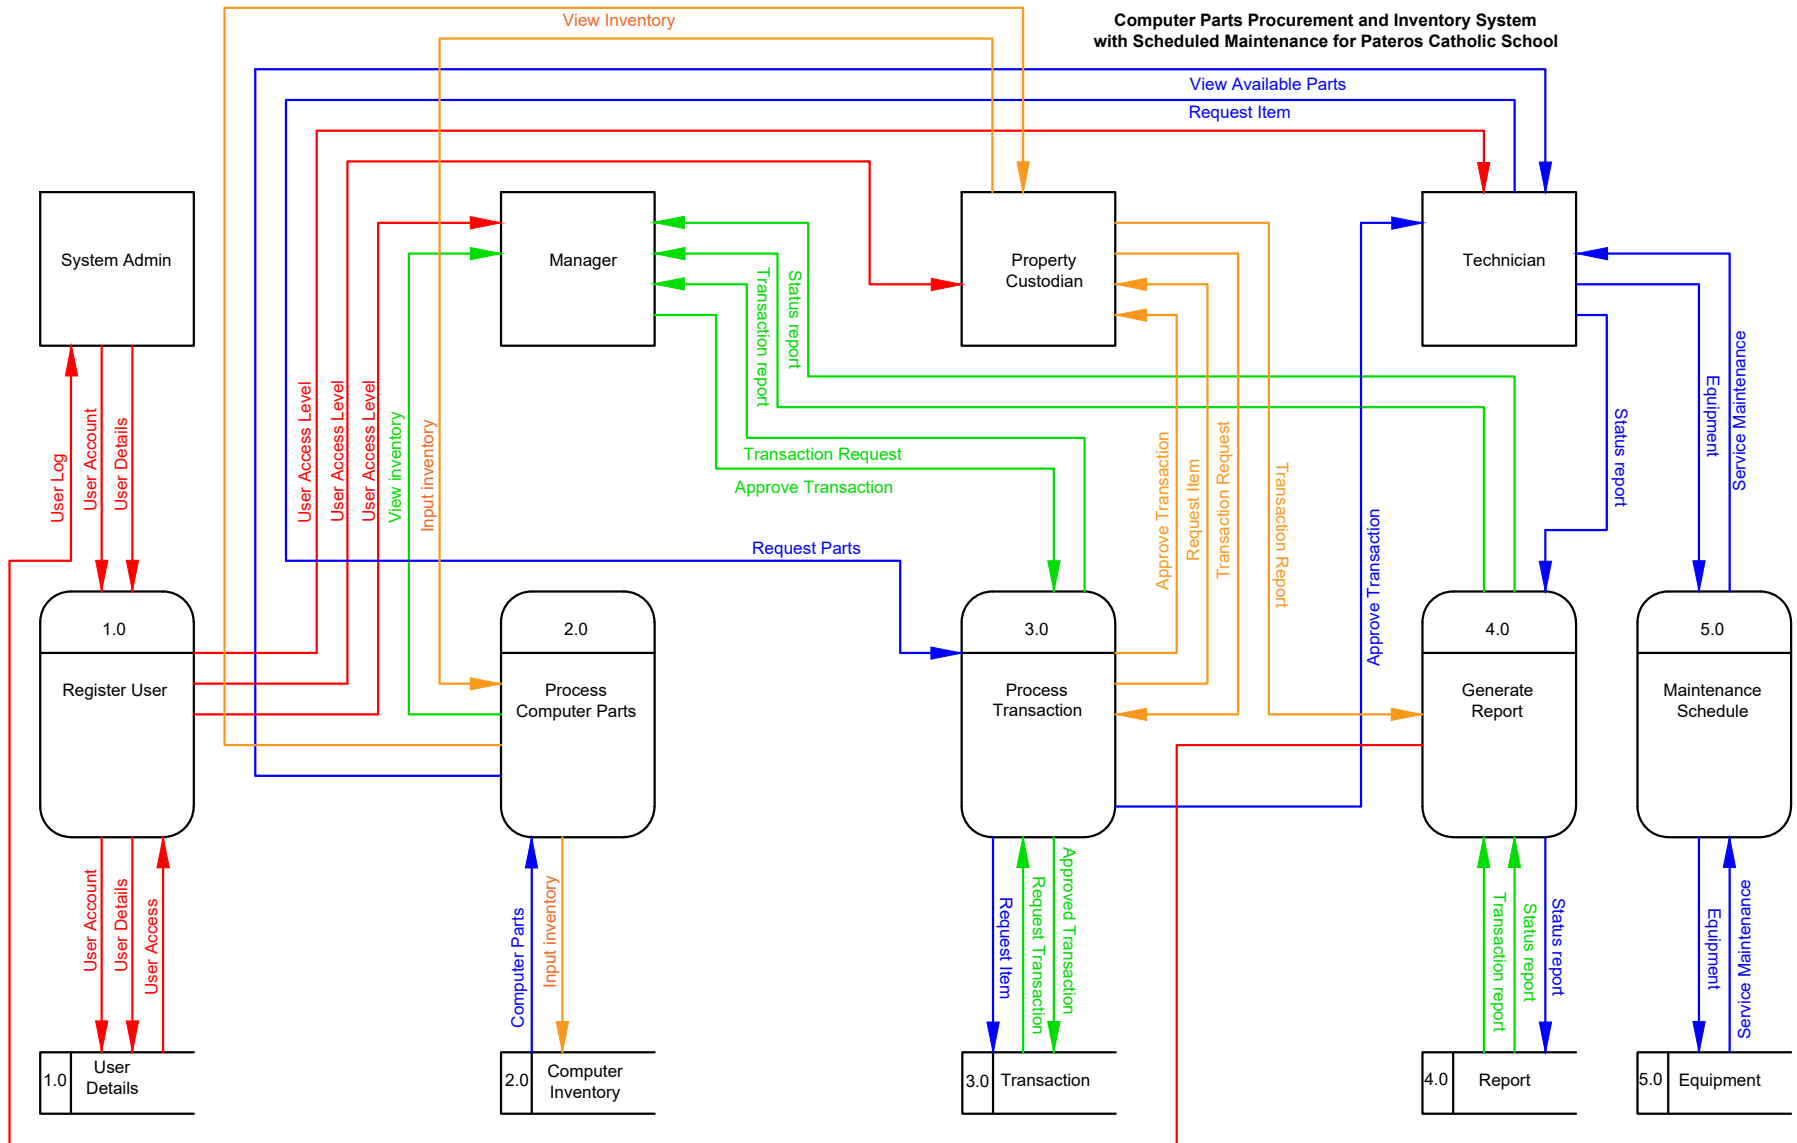 View Inventory
Computer Parts Procurement and Inventory System
with Scheduled Maintenance for Pateros Catholic School
View Available Parts
Request Item
System Admin
Manager
Property
Custodian
Technician
Transaction report
Status report
User Log
User Account
User Details
User Access Level
User Access Level
User Access Level
View inventory
Input inventory
Transaction Request
Approve Transaction
Request Parts
Approve Transaction
Request Item
Transaction Request
Transaction Report
Approve Transaction
Status report
Equipment
Service Maintenance
1.0
Register User
2.0
Process
Computer Parts
3.0
Process
Transaction
4.0
Generate
Report
5.0
Maintenance
Schedule
User Account
User Details
User Access
Computer Parts
Input inventory
Request Item
Request Transaction
Approved Transaction
Transaction report
Status report
Status report
Equipment
Service Maintenance
1.0
User
Details
2.0
Computer
Inventory
3.0
Transaction
4.0
Report
5.0
Equipment